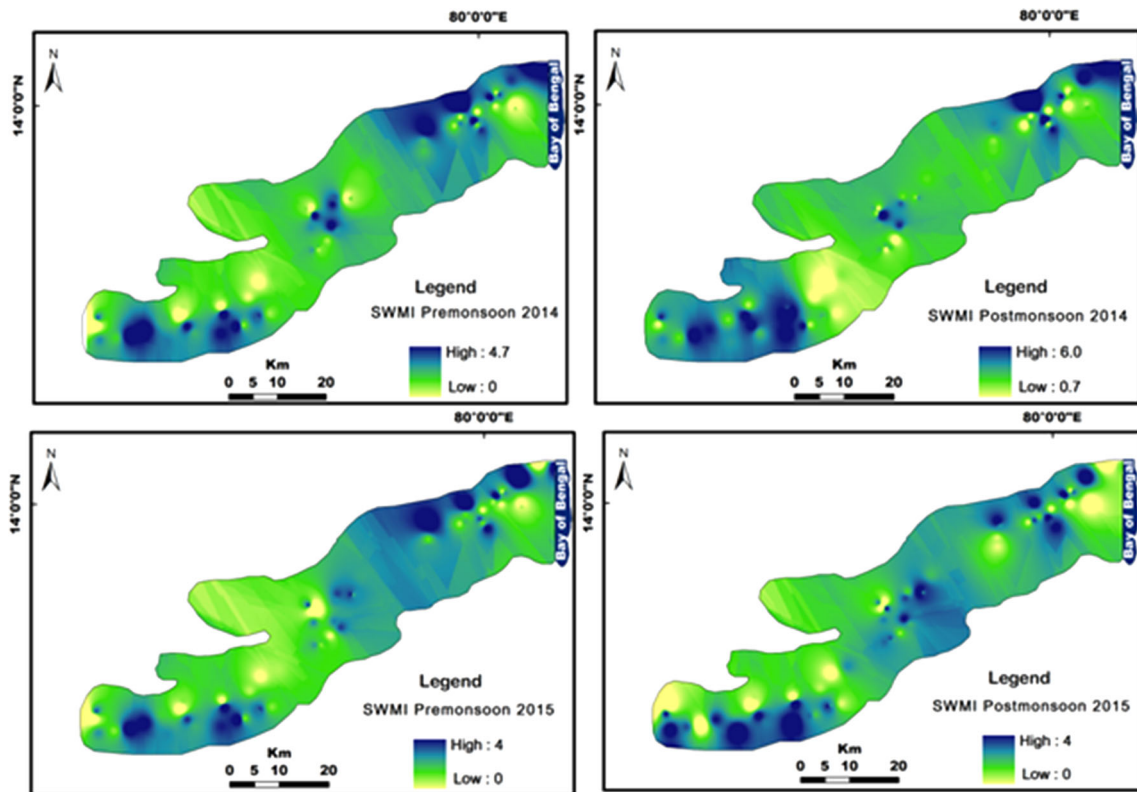 80°0'0"E
N
14°0'0"N
Bay of Bengal
Legend
SWMI Premonsoon 2014
High : 4.7
Low : 0
Km
0 5 10 20
80°0'0"E
N
14°0'0"N
Bay of Bengal
Legend
SWMI Postmonsoon 2014
High : 6.0
Low : 0.7
Km
0 5 10 20
80°0'0"E
N
14°0'0"N
Bay of Bengal
Legend
SWMI Premonsoon 2015
High : 4
Low : 0
Km
0 5 10 20
80°0'0"E
N
14°0'0"N
Bay of Bengal
Legend
SWMI Postmonsoon 2015
High : 4
Low : 0
Km
0 5 10 20